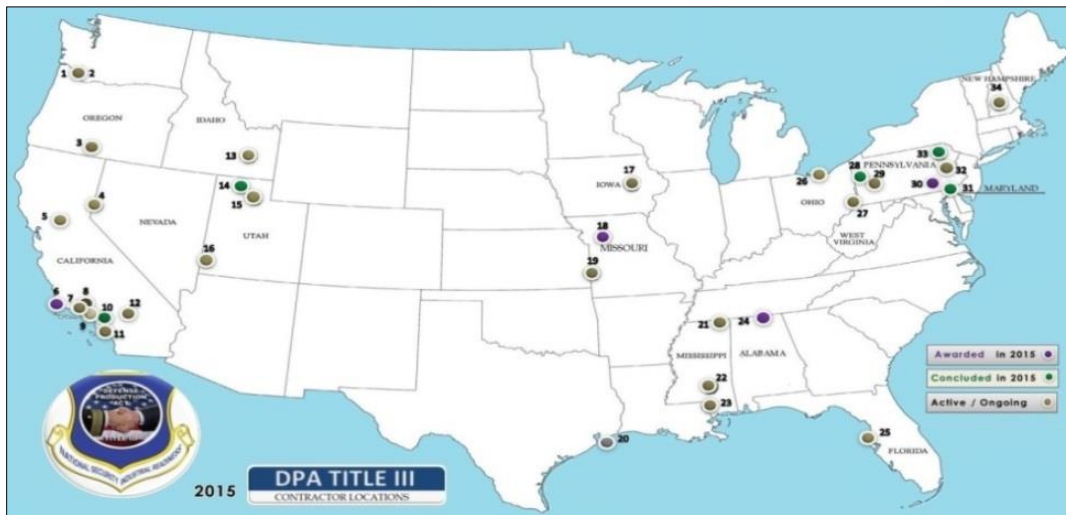 NEW HAMPSHIRE
34
1 2
OREGON
IDAHO
3
13
17
IOWA
33
28
PENNSYLVANIA
29
32
26
30
31
MARYLAND
OHIO
14
15
4
5
NEVADA
UTAH
27
WEST
VIRGINIA
18
MISSOURI
16
19
CALIFORNIA
6
7
8
9
10
11
12
21
24
MISSISSIPPI
ALABAMA
22
23
20
25
FLORIDA
Awarded in 2015
Concluded in 2015
Active / Ongoing
DEFENSE
PRODUCTION
ACT
NATIONAL SECURITY INDUSTRIAL READINESS
2015
DPA TITLE III
CONTRACTOR LOCATIONS